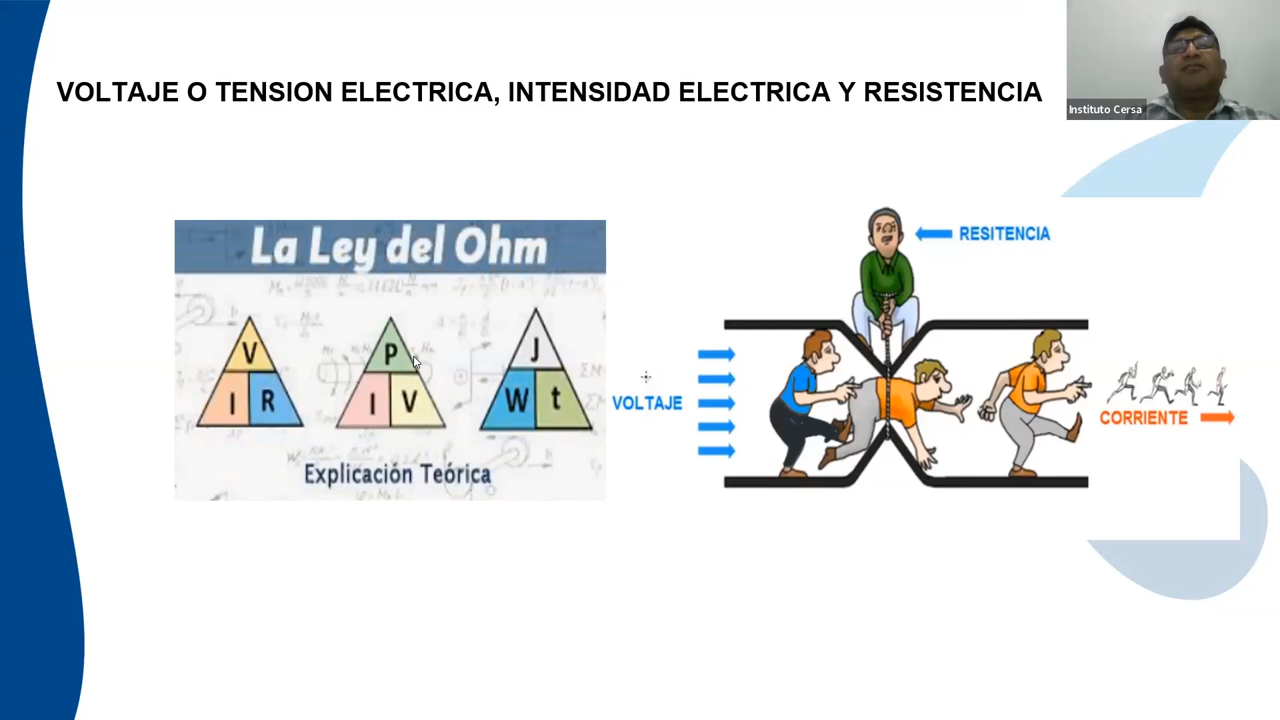 VOLTAJE O TENSION ELECTRICA, INTENSIDAD ELECTRICA Y RESISTENCIA
Instituto Cersa
La Ley del Ohm
V
I R
P
I V
J
W t
Explicación Teórica
RESITENCIA
VOLTAJE
CORRIENTE